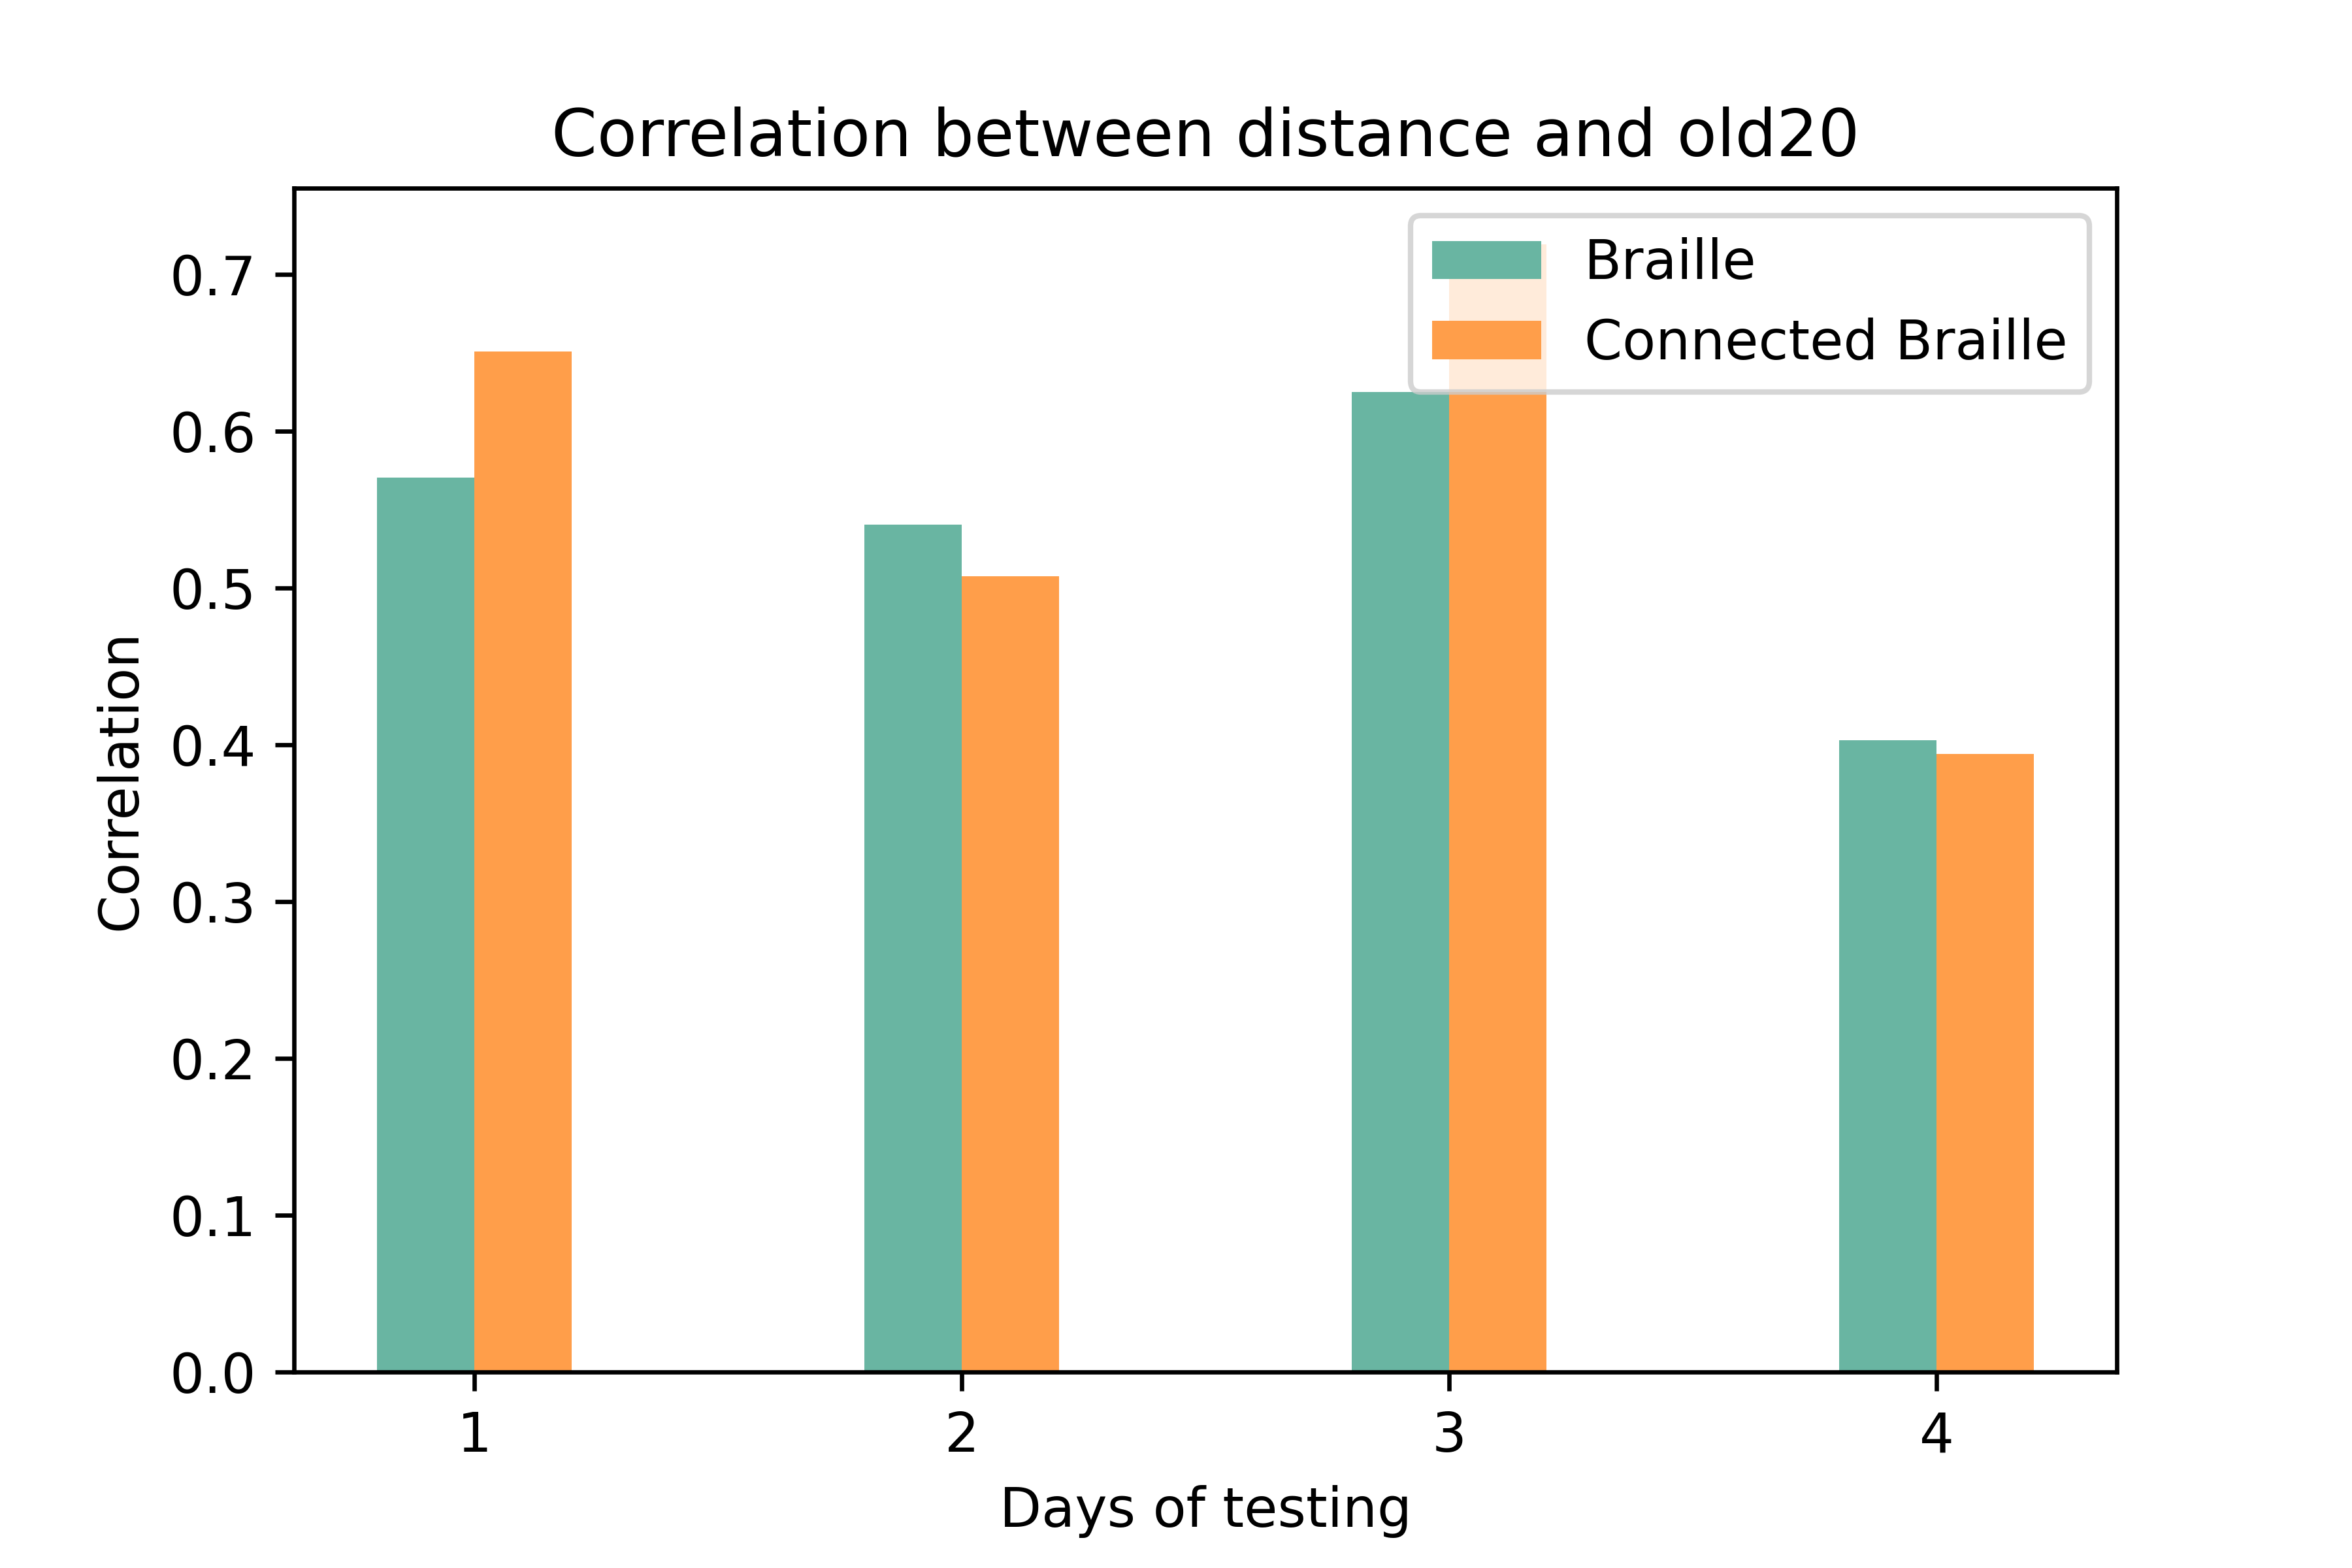 Correlation between distance and old20
Braille
Connected Braille
0.7
0.6
0.5
0.4
0.3
0.2
0.1
0.0
Correlation
1 2 3 4
Days of testing